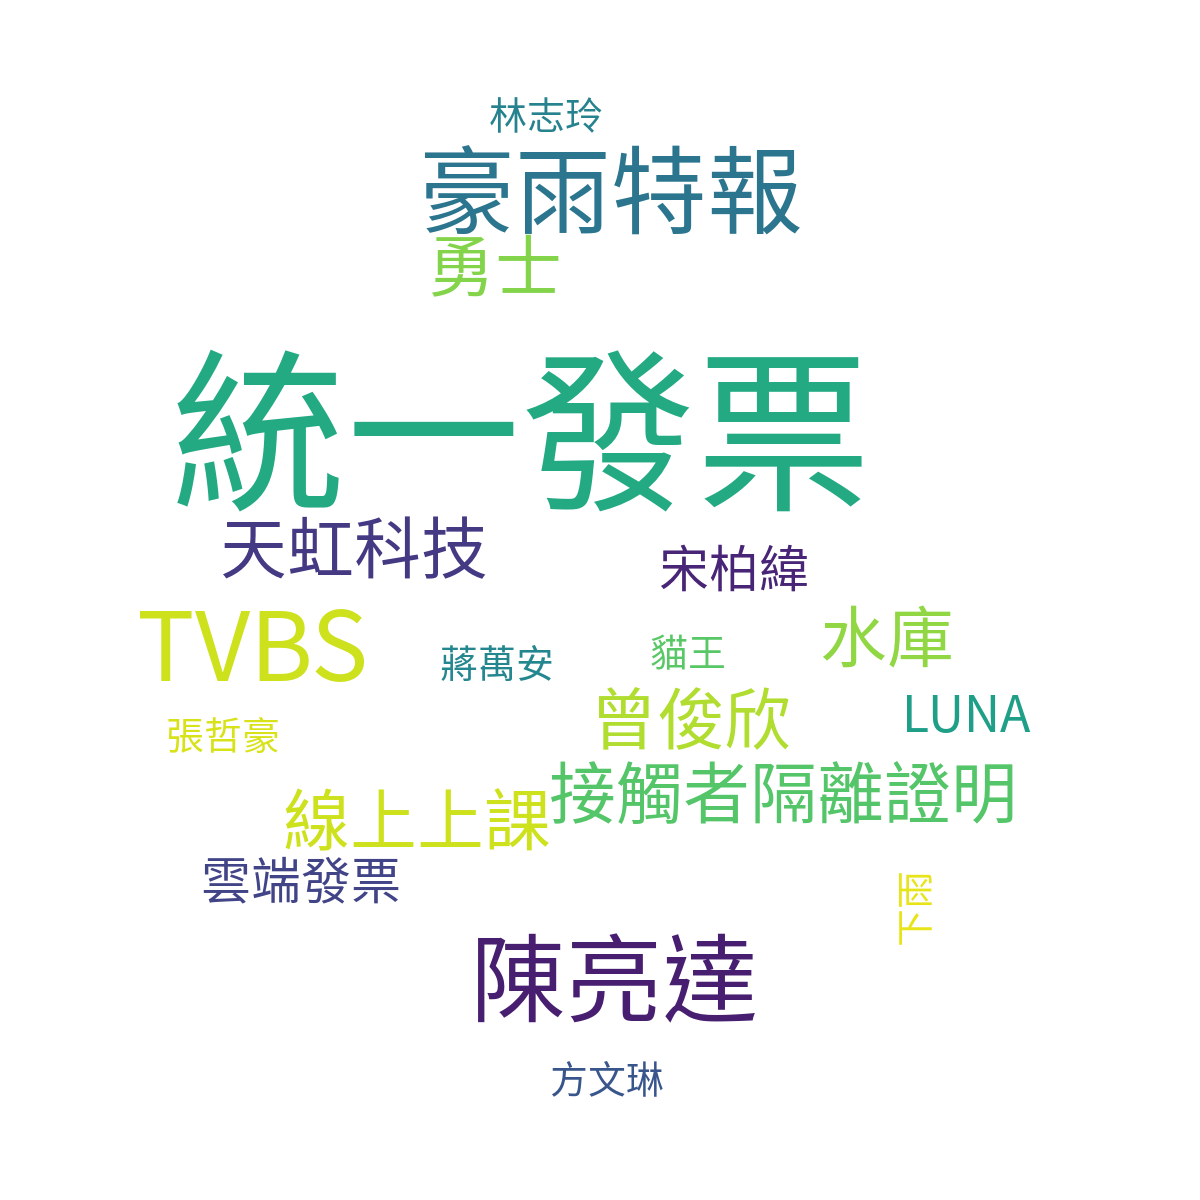 林志玲
豪雨特報
勇士
統一發票
天虹科技
宋柏緯
TVBS
水庫
蔣萬安
貓王
曾俊欣
LUNA
張哲豪
接觸者隔離證明
線上上課
雲端發票
下雨
陳亮達
方文琳